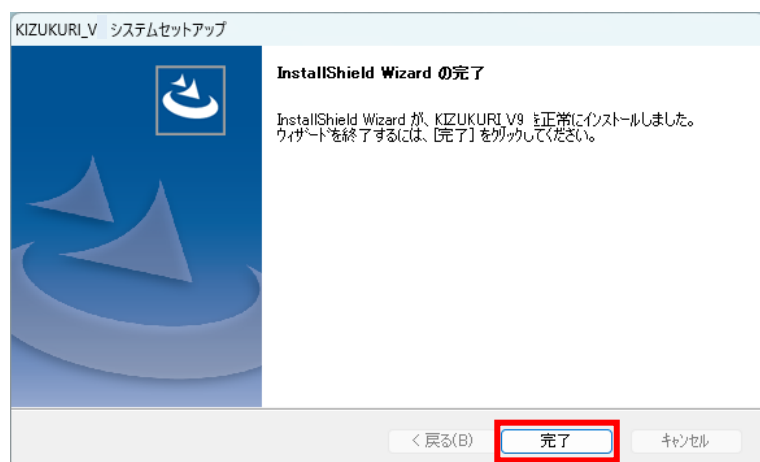 KIZUKURI_V システムセットアップ
InstallShield Wizard の完了
InstallShield Wizard が、KIZUKURI_V9 を正常にインストールしました。
ウィザードを終了するには、[完了] をクリックしてください。
< 戻る(B) 完了 キャンセル